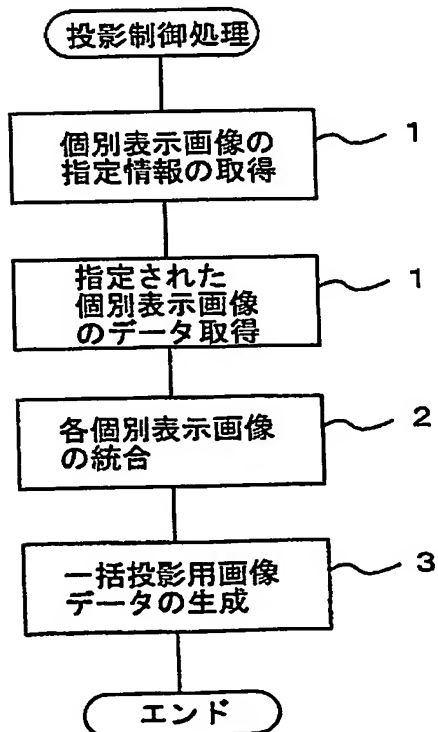 投影制御処理
個別表示画像の
指定情報の取得
1
指定された
個別表示画像
のデータ取得
1
各個別表示画像
の統合
2
一括投影用画像
データの生成
3
エンド